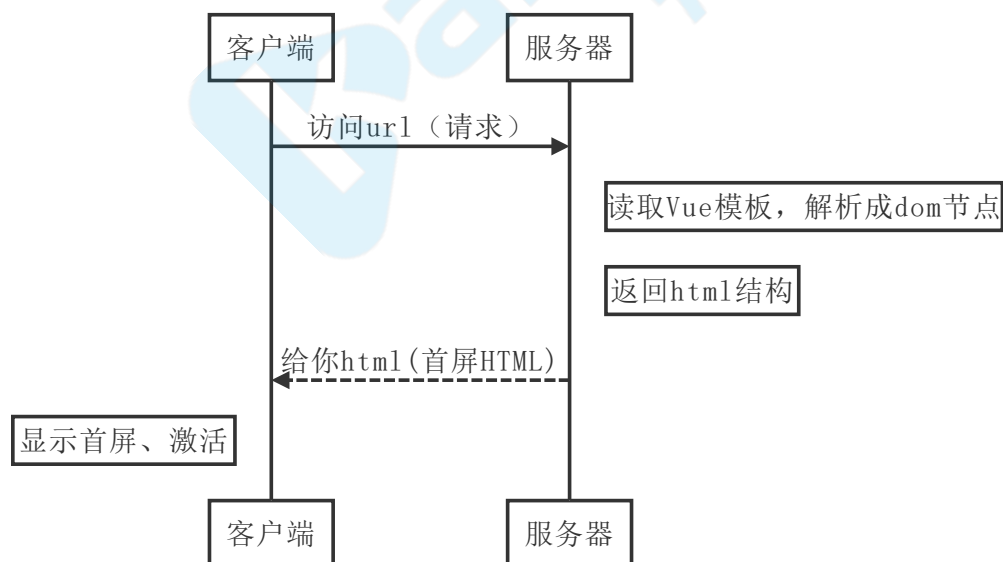 客户端
服务器
访问url（请求）
读取Vue模板，解析成dom节点
返回html结构
给你html(首屏HTML)
显示首屏、激活
客户端
服务器